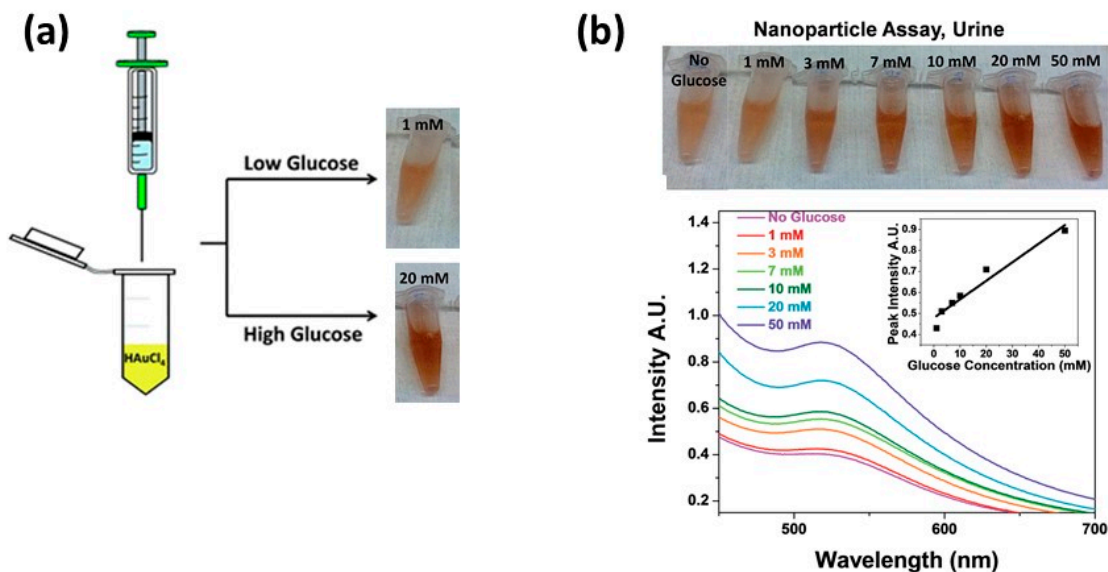 (a)
HAuCl4
Low Glucose
High Glucose
1 mM
20 mM
(b)
Nanoparticle Assay, Urine
No
Glucose
1 mM
3 mM
7 mM
10 mM
20 mM
50 mM
Intensity A.U.
1.4
1.2
1.0
0.8
0.6
0.4
0.2
No Glucose
1 mM
3 mM
7 mM
10 mM
20 mM
50 mM
Peak Intensity A.U.
0.9
0.8
0.7
0.6
0.5
0.4
0 10 20 30 40 50
Glucose Concentration (mM)
500 600 700
Wavelength (nm)